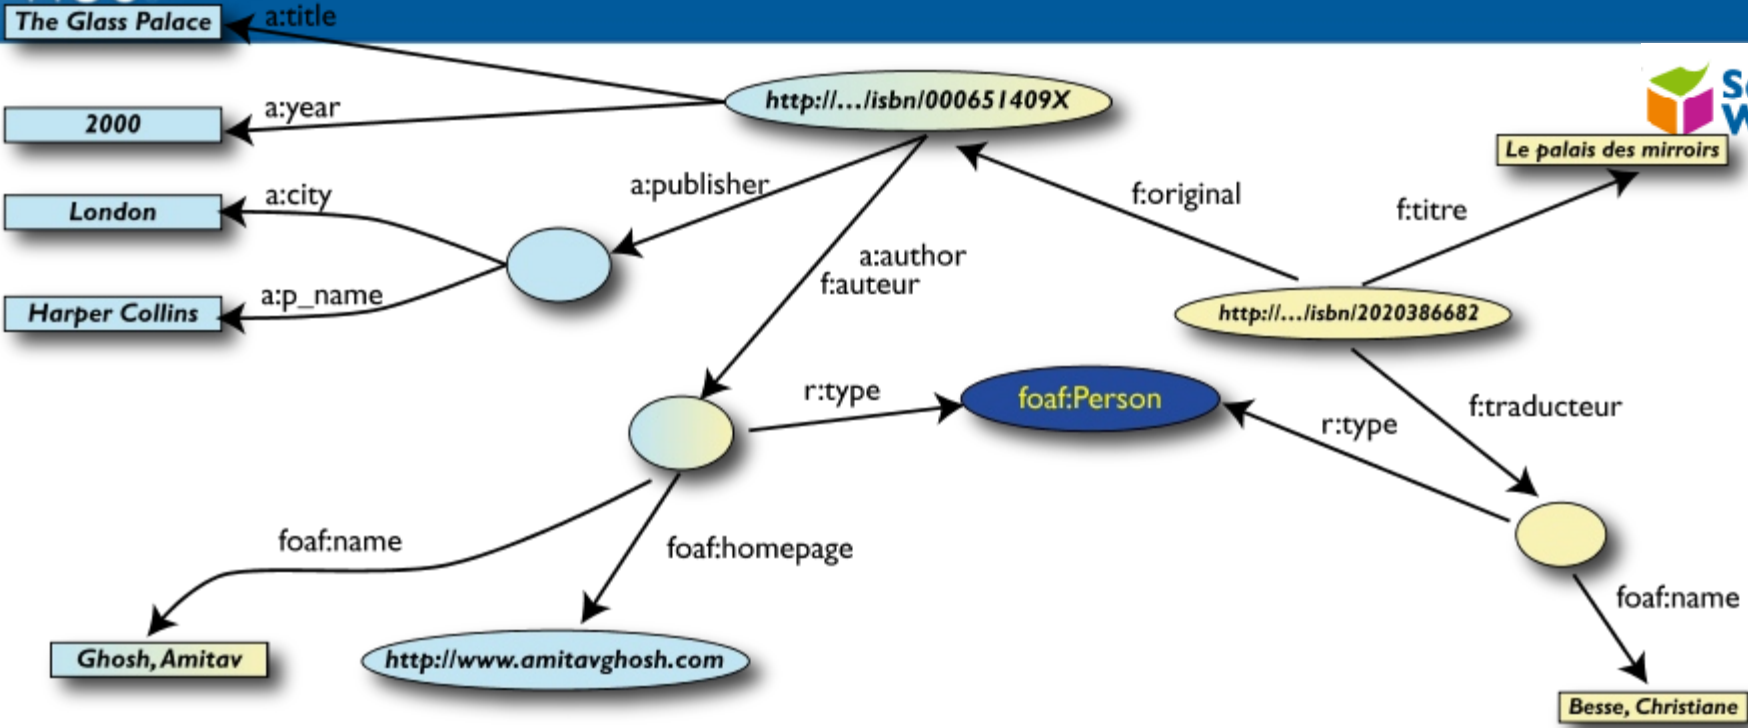 The Glass Palace
a:title
2000
a:year
http://.../isbn/000651409X
Le palais des mirroirs
London
a:city
a:publisher
f:original
f:titre
a:author
f:auteur
Harper Collins
a:p_name
http://.../isbn/2020386682
r:type
foaf:Person
r:type
f:traducteur
foaf:name
foaf:homepage
foaf:name
Ghosh, Amitav
http://www.amitavghosh.com
Besse, Christiane